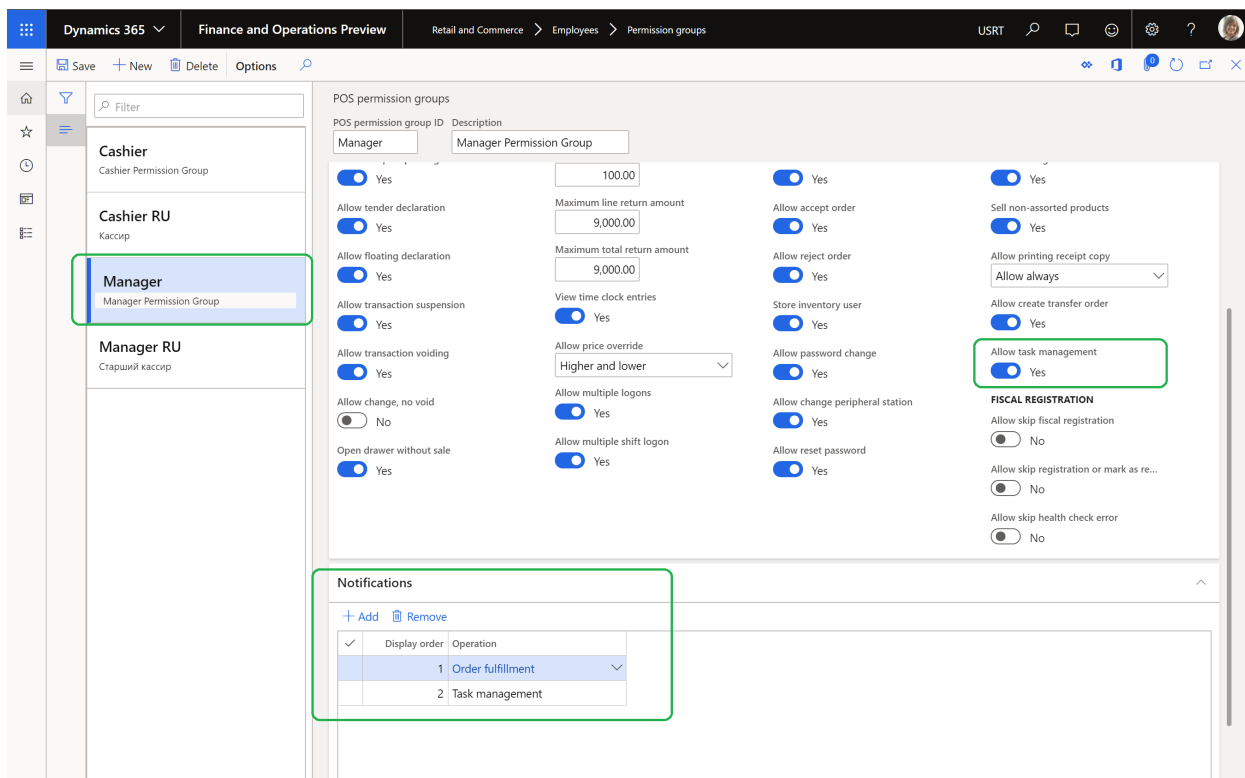 Dynamics 365
Finance and Operations Preview
Retail and Commerce > Employees > Permission groups
USRT
?
Save
New
Delete
Options
0
Filter
Cashier
Cashier Permission Group
Cashier RU
Кассир
Manager
Manager Permission Group
Manager RU
Старший кассир
POS permission groups
POS permission group ID
Description
Manager
Manager Permission Group
Yes
Allow tender declaration
Yes
Allow floating declaration
Yes
Allow transaction suspension
Yes
Allow transaction voiding
Yes
Allow change, no void
No
Open drawer without sale
Yes
100.00
Maximum line return amount
9,000.00
Maximum total return amount
9,000.00
View time clock entries
Yes
Allow price override
Higher and lower
Allow multiple logons
Yes
Allow multiple shift logon
Yes
Yes
Allow accept order
Yes
Allow reject order
Yes
Store inventory user
Yes
Allow password change
Yes
Allow change peripheral station
Yes
Allow reset password
Yes
Yes
Sell non-assorted products
Yes
Allow printing receipt copy
Allow always
Allow create transfer order
Yes
Allow task management
Yes
FISCAL REGISTRATION
Allow skip fiscal registration
No
Allow skip registration or mark as re...
No
Allow skip health check error
No
Notifications
Add
Remove
Display order
Operation
1 Order fulfillment
2 Task management